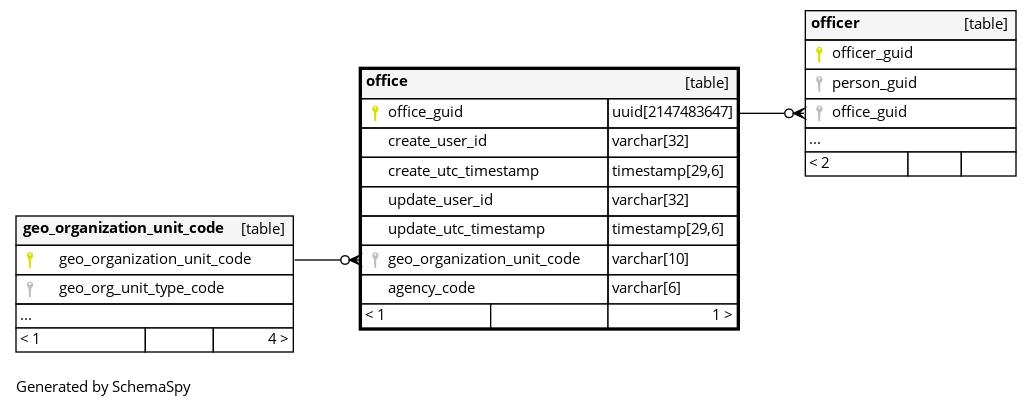 officer [table]
officer_guid
person_guid
office_guid
...
< 2
office [table]
office_guid uuid[2147483647]
create_user_id varchar[32]
create_utc_timestamp timestamp[29,6]
update_user_id varchar[32]
update_utc_timestamp timestamp[29,6]
geo_organization_unit_code varchar[10]
agency_code varchar[6]
< 1 1 >
geo_organization_unit_code [table]
geo_organization_unit_code
geo_org_unit_type_code
...
< 1 4 >
Generated by SchemaSpy